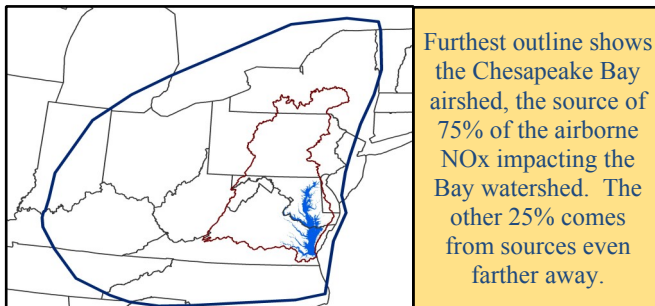 Furthest outline shows
the Chesapeake Bay
airshed, the source of
75% of the airborne
NOx impacting the
Bay watershed.  The
other 25% comes
from sources even
farther away.